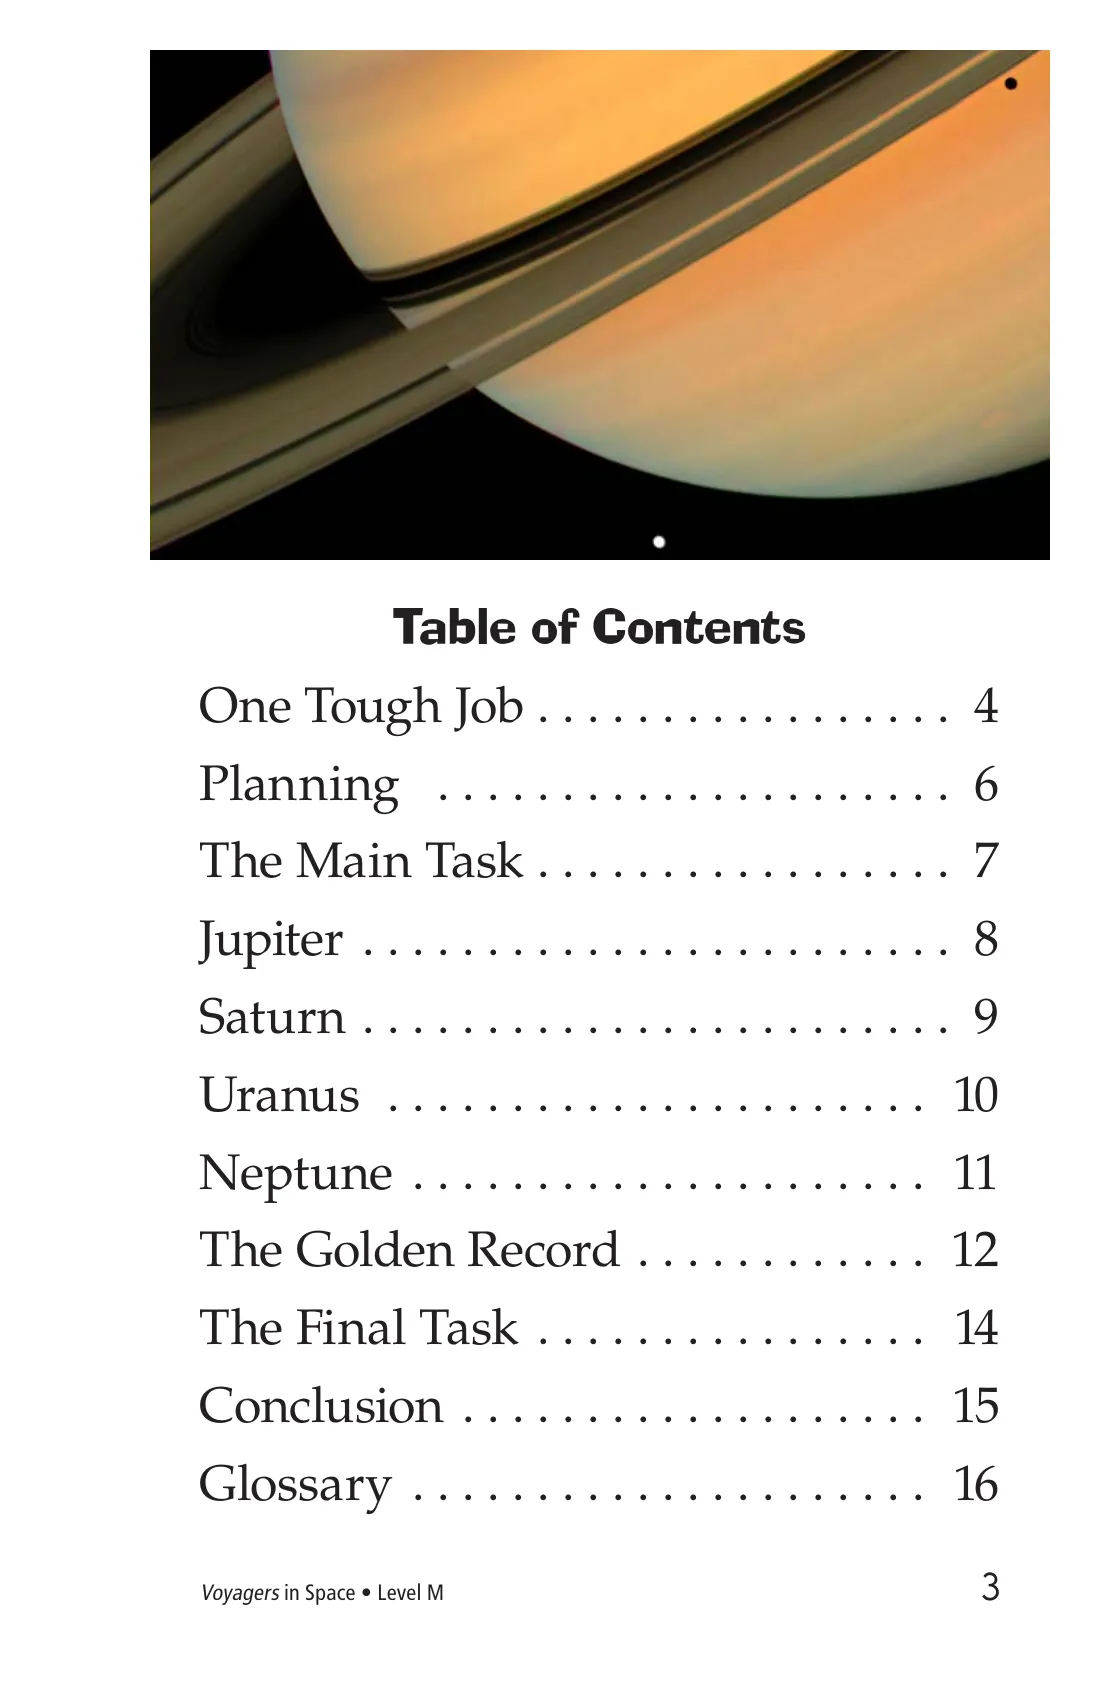 Table of Contents
One Tough Job . . . . . . . . . . . . . . . . . 4
Planning . . . . . . . . . . . . . . . . . . . . . 6
The Main Task . . . . . . . . . . . . . . . . . 7
Jupiter . . . . . . . . . . . . . . . . . . . . . . . . 8
Saturn . . . . . . . . . . . . . . . . . . . . . . . . 9
Uranus . . . . . . . . . . . . . . . . . . . . . . 10
Neptune . . . . . . . . . . . . . . . . . . . . . 11
The Golden Record . . . . . . . . . . . . 12
The Final Task . . . . . . . . . . . . . . . . 14
Conclusion . . . . . . . . . . . . . . . . . . . 15
Glossary . . . . . . . . . . . . . . . . . . . . . 16
Voyagers in Space • Level M 3